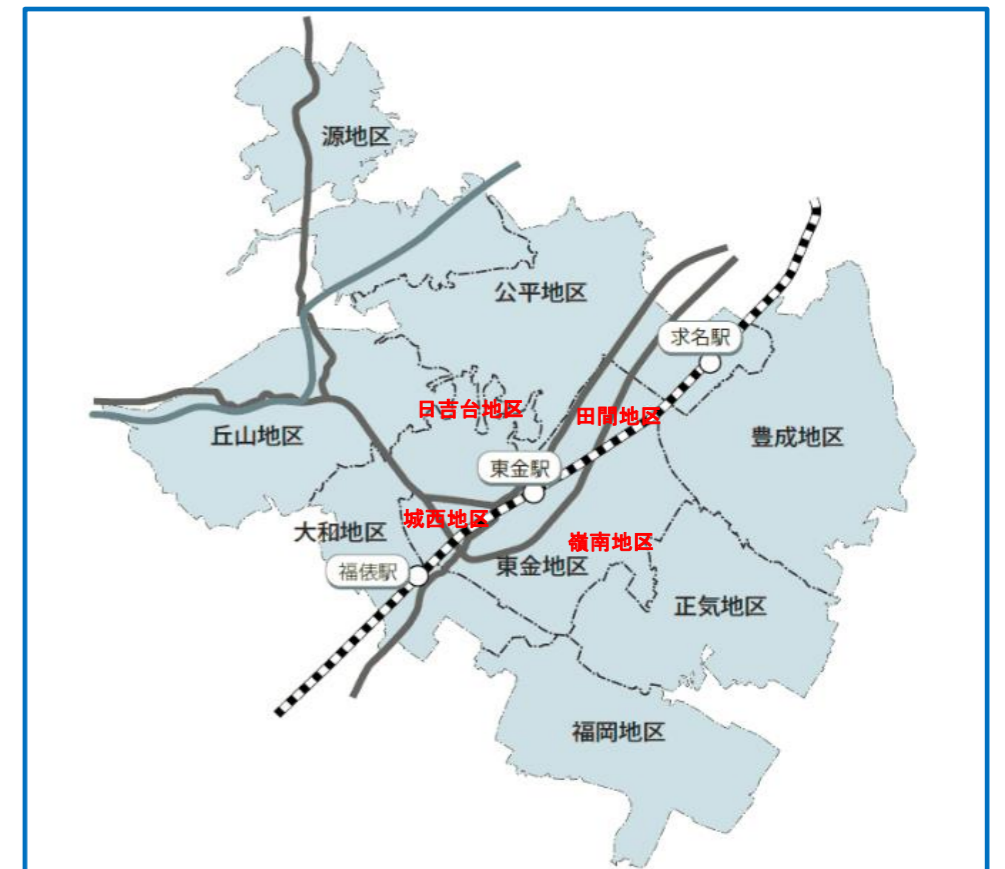 源地区
公平地区
求名駅
日吉台地区
田間地区
丘山地区
豊成地区
東金駅
城西地区
大和地区
嶺南地区
東金地区
福俵駅
正気地区
福岡地区